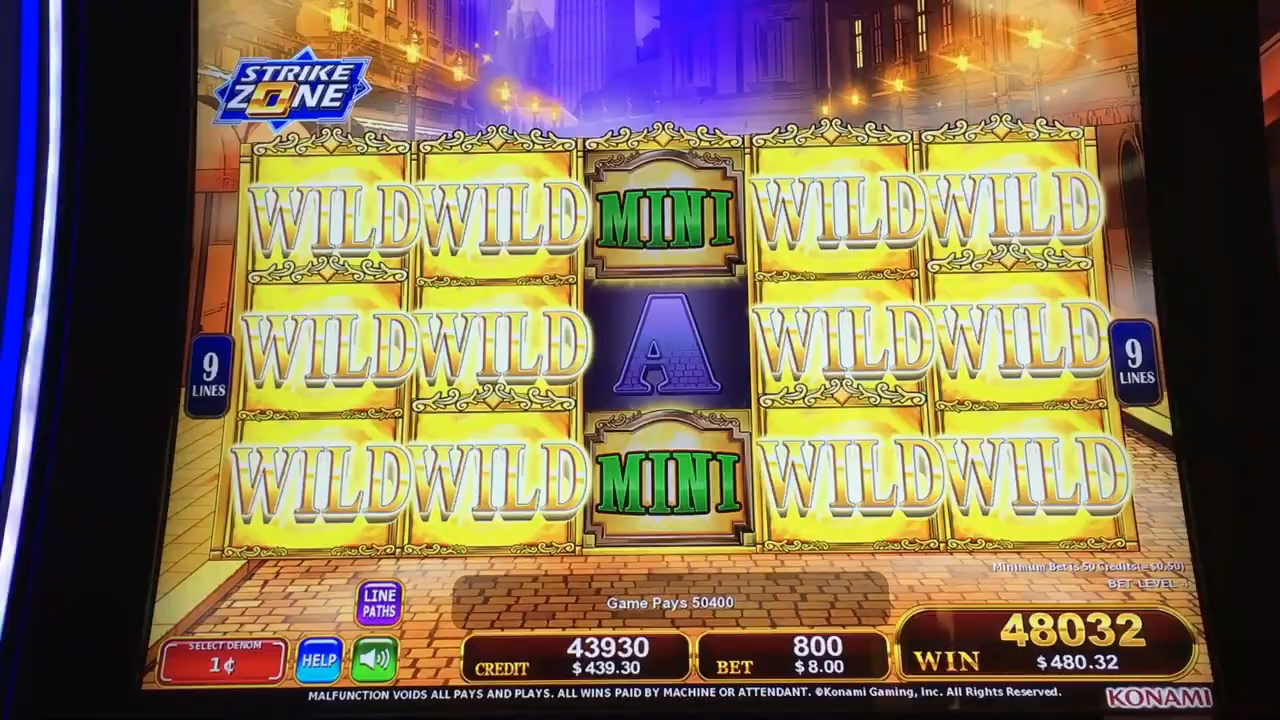 STRIKE
ZONE
WILD WILD MINI WILD WILD
WILD WILD A WILD WILD
WILD WILD MINI WILD WILD
9
LINES
9
LINES
Minimum Bet is 50 Credits(=$0.50)
BET LEVEL
LINE
PATHS
Game Pays 50400
SELECT DENOM
1¢
HELP
CREDIT
43930
$439.30
BET
800
$8.00
WIN
48032
$480.32
MALFUNCTION VOIDS ALL PAYS AND PLAYS. ALL WINS PAID BY MACHINE OR ATTENDANT. ©Konami Gaming, Inc. All Rights Reserved.
KONAMI